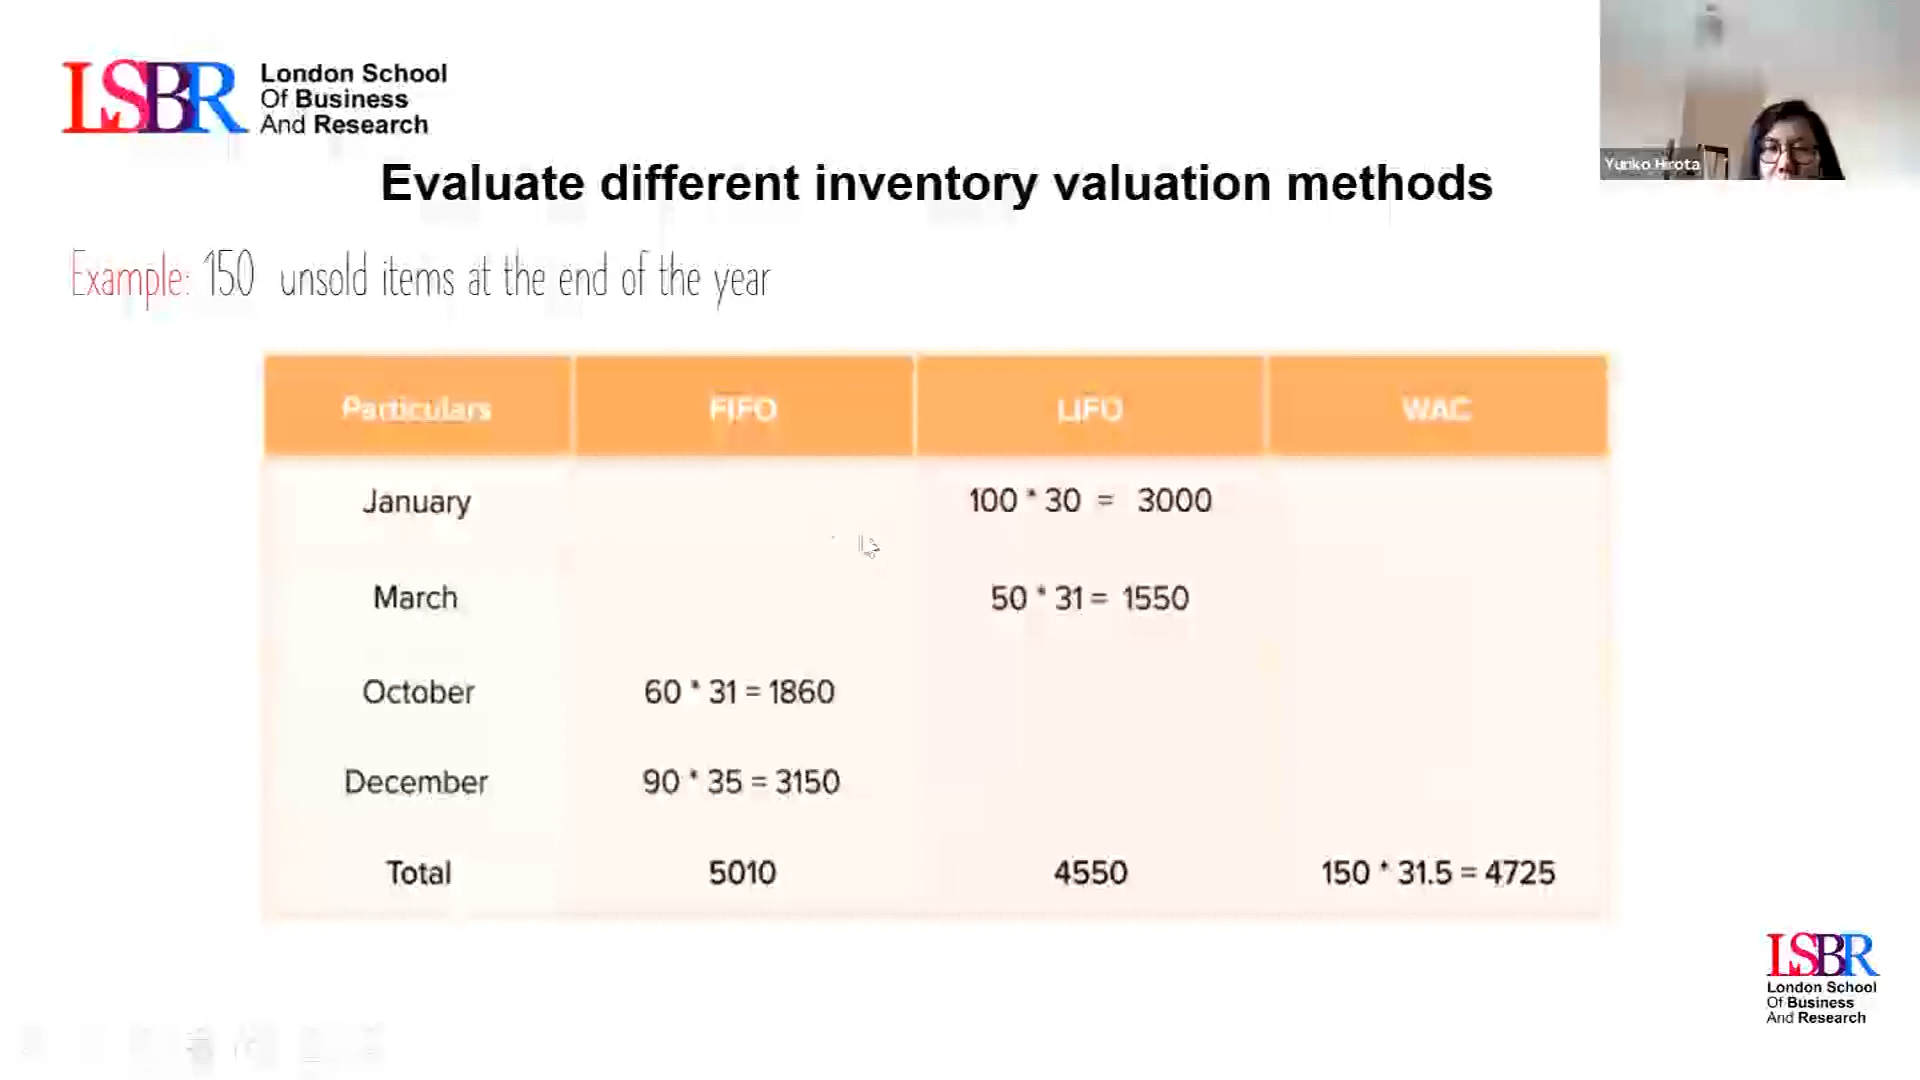 LSBR London School
Of Business
And Research
Yuriko Hirota
Evaluate different inventory valuation methods
Example: 150 unsold items at the end of the year
Particulars FIFO LIFO WAC
January 100 * 30 = 3000
March 50 * 31 = 1550
October 60 * 31 = 1860
December 90 * 35 = 3150
Total 5010 4550 150 * 31.5 = 4725
LSBR
London School
Of Business
And Research